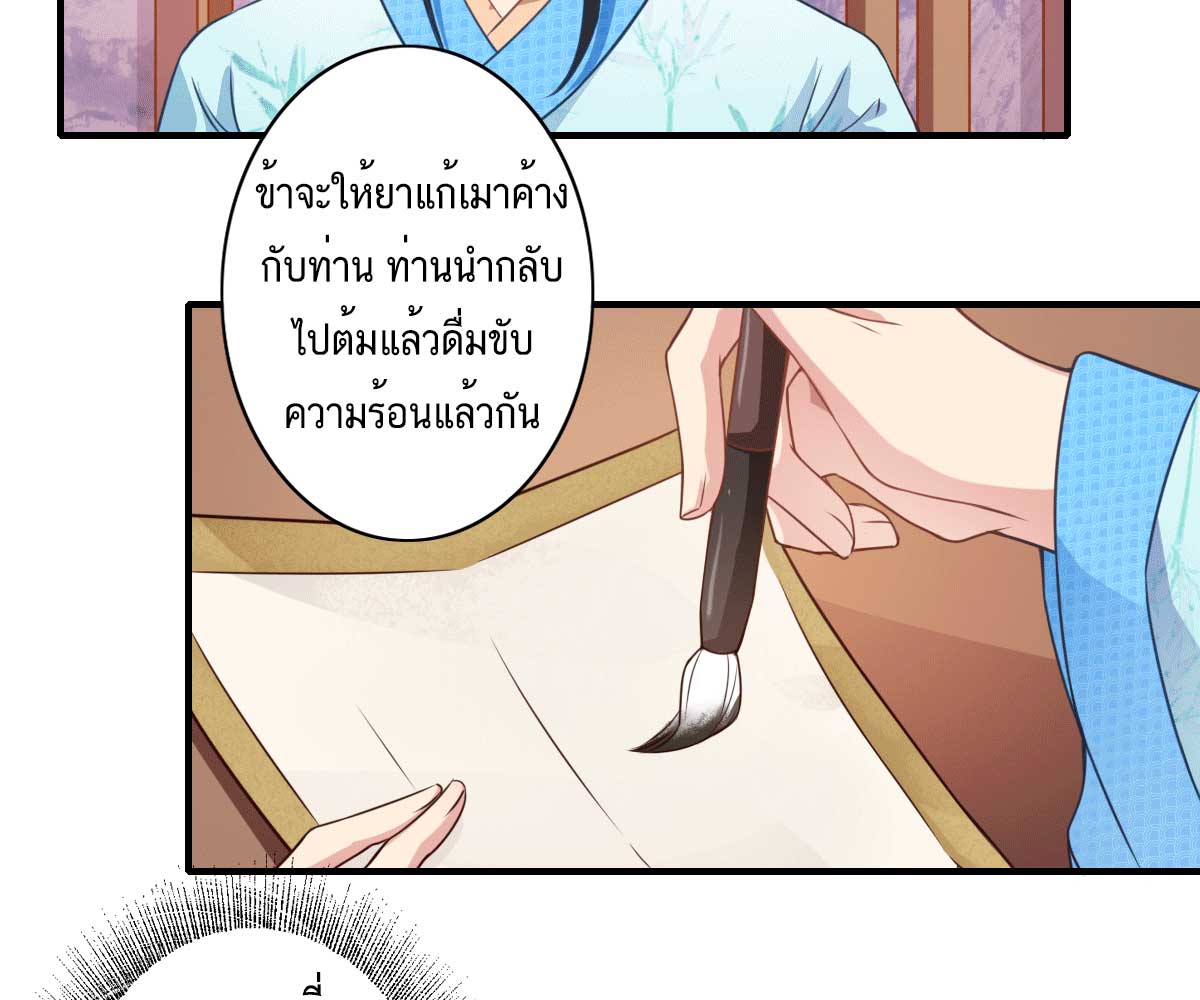 ข้าจะให้ยาแก้เมาค้าง
กับท่าน ท่านนำกลับ
ไปต้มแล้วดื่มขับ
ความร้อนแล้วกัน